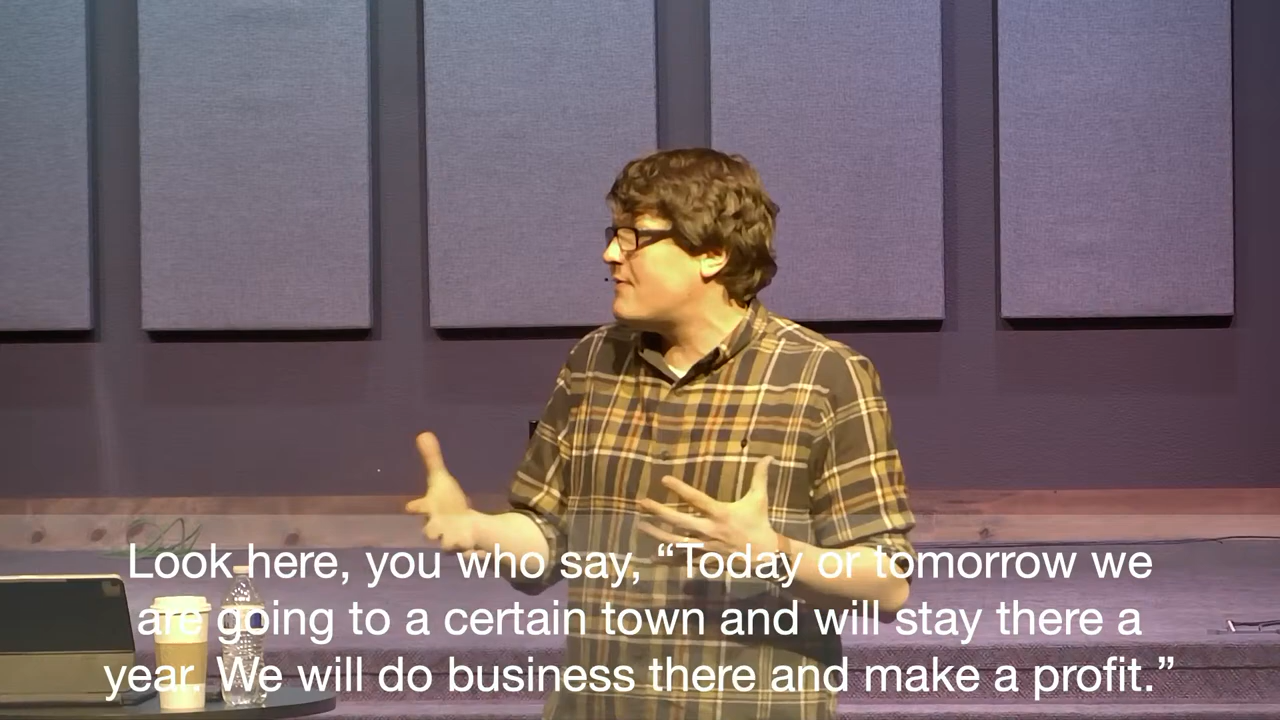 Look here, you who say, “Today or tomorrow we
are going to a certain town and will stay there a
year. We will do business there and make a profit.”